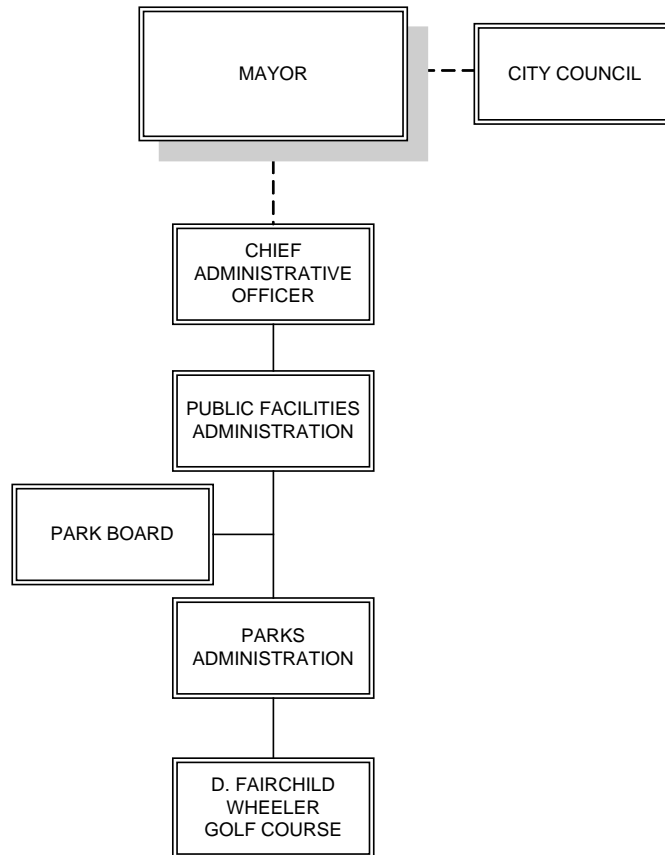 MAYOR
CITY COUNCIL
CHIEF
ADMINISTRATIVE
OFFICER
PUBLIC FACILITIES
ADMINISTRATION
PARK BOARD
PARKS
ADMINISTRATION
D. FAIRCHILD
WHEELER
GOLF COURSE